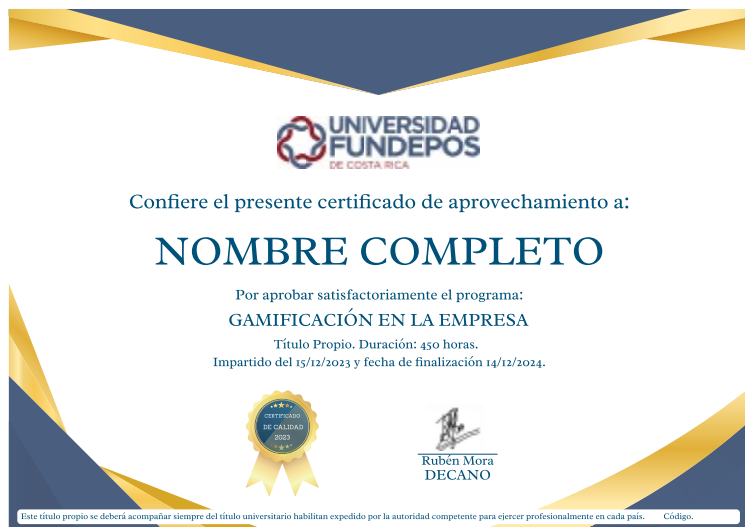 UNIVERSIDAD
FUNDEPOS
DE COSTA RICA
Confiere el presente certificado de aprovechamiento a:
NOMBRE COMPLETO
Por aprobar satisfactoriamente el programa:
GAMIFICACIÓN EN LA EMPRESA
Título Propio. Duración: 450 horas.
Impartido del 15/12/2023 y fecha de finalización 14/12/2024.
CERTIFICADO
DE CALIDAD
2023
Rubén Mora
DECANO
Este título propio se deberá acompañar siempre del título universitario habilitan expedido por la autoridad competente para ejercer profesionalmente en cada país. Código.